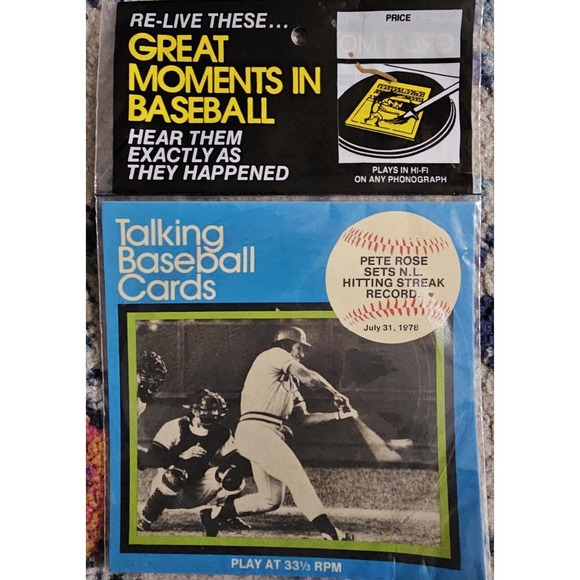 RE-LIVE THESE...
GREAT
MOMENTS IN
BASEBALL
HEAR THEM
EXACTLY AS
THEY HAPPENED
PRICE
PLAYS IN HI-FI
ON ANY PHONOGRAPH
Talking
Baseball
Cards
PETE ROSE
SETS N.L.
HITTING STREAK
RECORD.
July 31, 1978
PLAY AT 33⅓ RPM